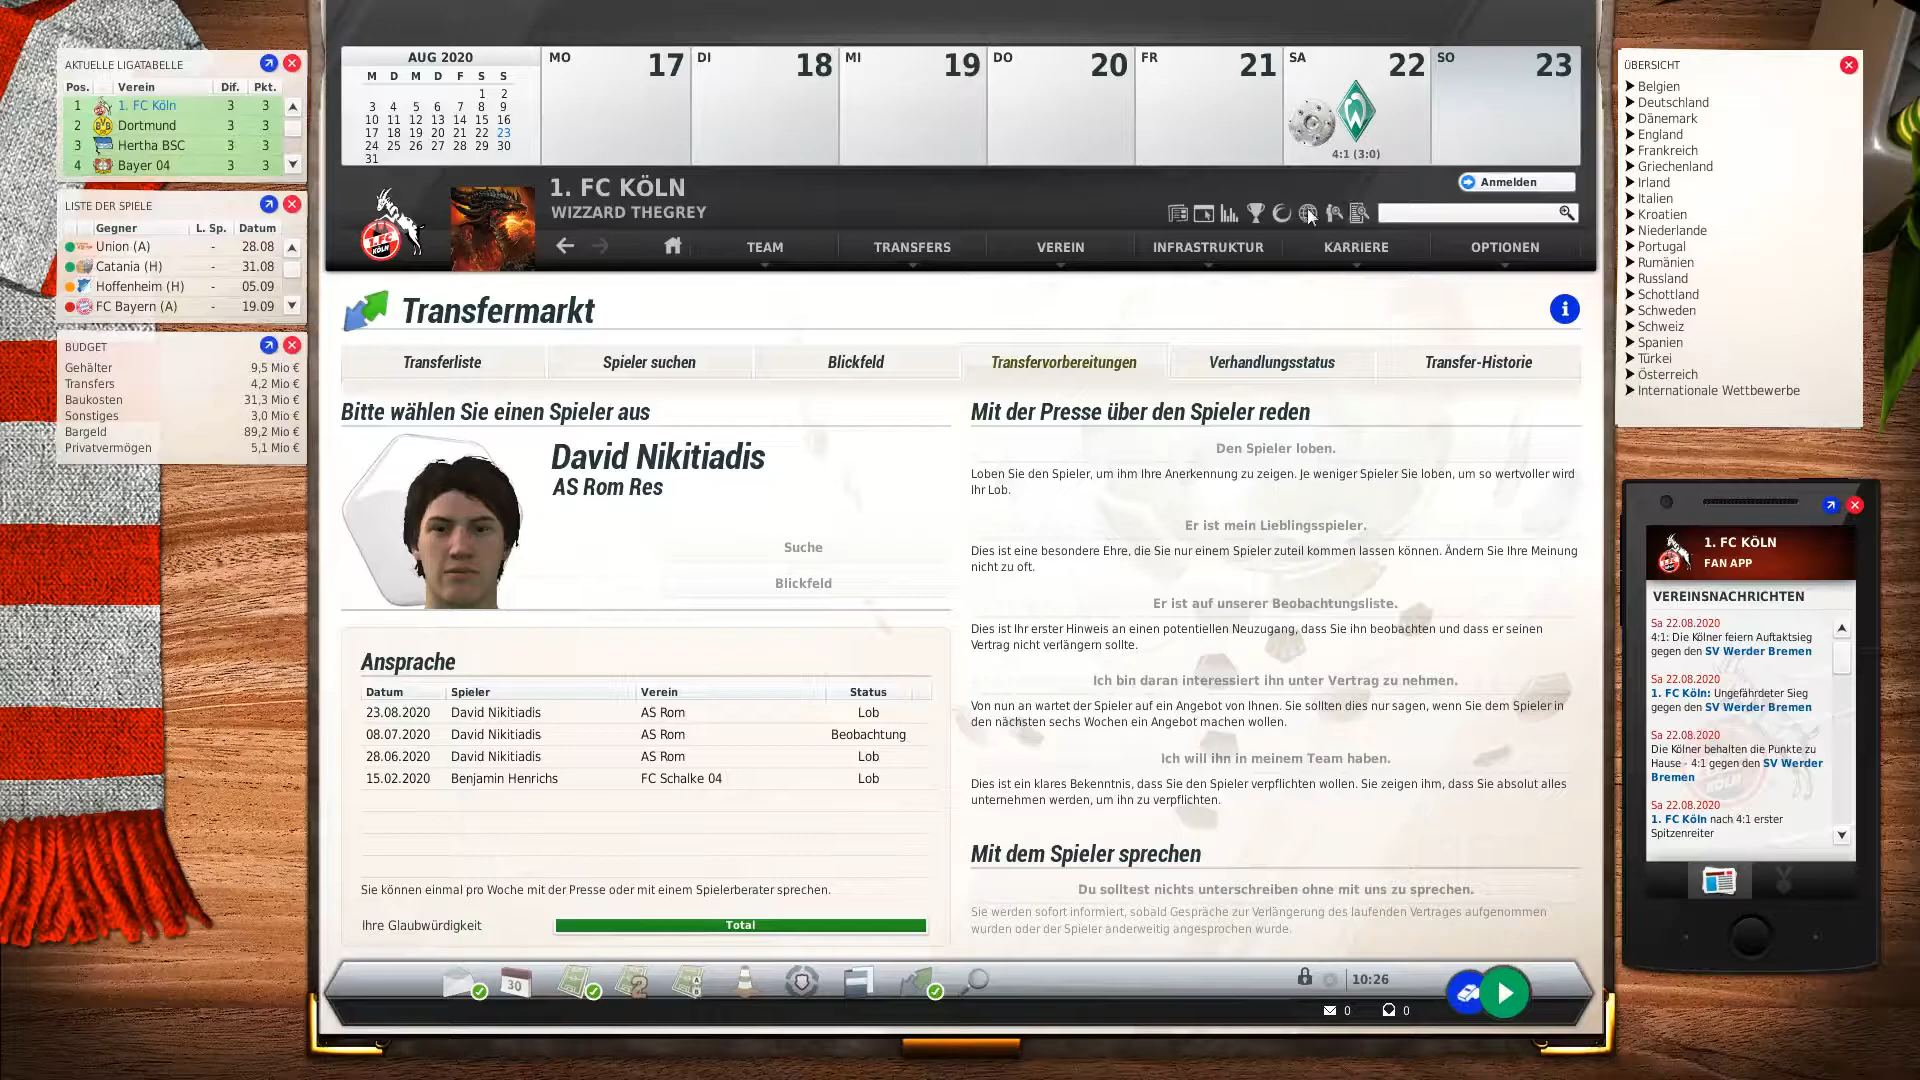 AKTUELLE LIGATABELLE
Pos. Verein Dif. Pkt.
1 1. FC Köln 3 3
2 Dortmund 3 3
3 Hertha BSC 3 3
4 Bayer 04 3 3
LISTE DER SPIELE
Gegner L. Sp. Datum
Union (A) - 28.08
Catania (H) - 31.08
Hoffenheim (H) - 05.09
FC Bayern (A) - 19.09
BUDGET
Gehälter 9,5 Mio €
Transfers 4,2 Mio €
Baukosten 31,3 Mio €
Sonstiges 3,0 Mio €
Bargeld 89,2 Mio €
Privatvermögen 5,1 Mio €
AUG 2020
M D M D F S S
1 2
3 4 5 6 7 8 9
10 11 12 13 14 15 16
17 18 19 20 21 22 23
24 25 26 27 28 29 30
31
MO 17 DI 18 MI 19 DO 20 FR 21 SA 22 SO 23
4:1 (3:0)
1. FC KÖLN
WIZZARD THEGREY
Anmelden
TEAM TRANSFERS VEREIN INFRASTRUKTUR KARRIERE OPTIONEN
Transfermarkt
Transferliste Spieler suchen Blickfeld Transfervorbereitungen Verhandlungsstatus Transfer-Historie
Bitte wählen Sie einen Spieler aus
David Nikitiadis
AS Rom Res
Suche
Blickfeld
Ansprache
Datum Spieler Verein Status
23.08.2020 David Nikitiadis AS Rom Lob
08.07.2020 David Nikitiadis AS Rom Beobachtung
28.06.2020 David Nikitiadis AS Rom Lob
15.02.2020 Benjamin Henrichs FC Schalke 04 Lob
Sie können einmal pro Woche mit der Presse oder mit einem Spielerberater sprechen.
Ihre Glaubwürdigkeit Total
Mit der Presse über den Spieler reden
Den Spieler loben.
Loben Sie den Spieler, um ihm Ihre Anerkennung zu zeigen. Je weniger Spieler Sie loben, um so wertvoller wird
Ihr Lob.
Er ist mein Lieblingsspieler.
Dies ist eine besondere Ehre, die Sie nur einem Spieler zuteil kommen lassen können. Ändern Sie Ihre Meinung
nicht zu oft.
Er ist auf unserer Beobachtungsliste.
Dies ist Ihr erster Hinweis an einen potentiellen Neuzugang, dass Sie ihn beobachten und dass er seinen
Vertrag nicht verlängern sollte.
Ich bin daran interessiert ihn unter Vertrag zu nehmen.
Von nun an wartet der Spieler auf ein Angebot von Ihnen. Sie sollten dies nur sagen, wenn Sie dem Spieler in
den nächsten sechs Wochen ein Angebot machen wollen.
Ich will ihn in meinem Team haben.
Dies ist ein klares Bekenntnis, dass Sie den Spieler verpflichten wollen. Sie zeigen ihm, dass Sie absolut alles
unternehmen werden, um ihn zu verpflichten.
Mit dem Spieler sprechen
Du solltest nichts unterschreiben ohne mit uns zu sprechen.
Sie werden sofort informiert, sobald Gespräche zur Verlängerung des laufenden Vertrages aufgenommen
wurden oder der Spieler anderweitig angesprochen wurde.
30
10:26
0 0
ÜBERSICHT
Belgien
Deutschland
Dänemark
England
Frankreich
Griechenland
Irland
Italien
Kroatien
Niederlande
Portugal
Rumänien
Russland
Schottland
Schweden
Schweiz
Spanien
Türkei
Österreich
Internationale Wettbewerbe
1. FC KÖLN
FAN APP
VEREINSNACHRICHTEN
Sa 22.08.2020
4:1: Die Kölner feiern Auftaktsieg
gegen den SV Werder Bremen
Sa 22.08.2020
1. FC Köln: Ungefährdeter Sieg
gegen den SV Werder Bremen
Sa 22.08.2020
Die Kölner behalten die Punkte zu
Hause - 4:1 gegen den SV Werder
Bremen
Sa 22.08.2020
1. FC Köln nach 4:1 erster
Spitzenreiter